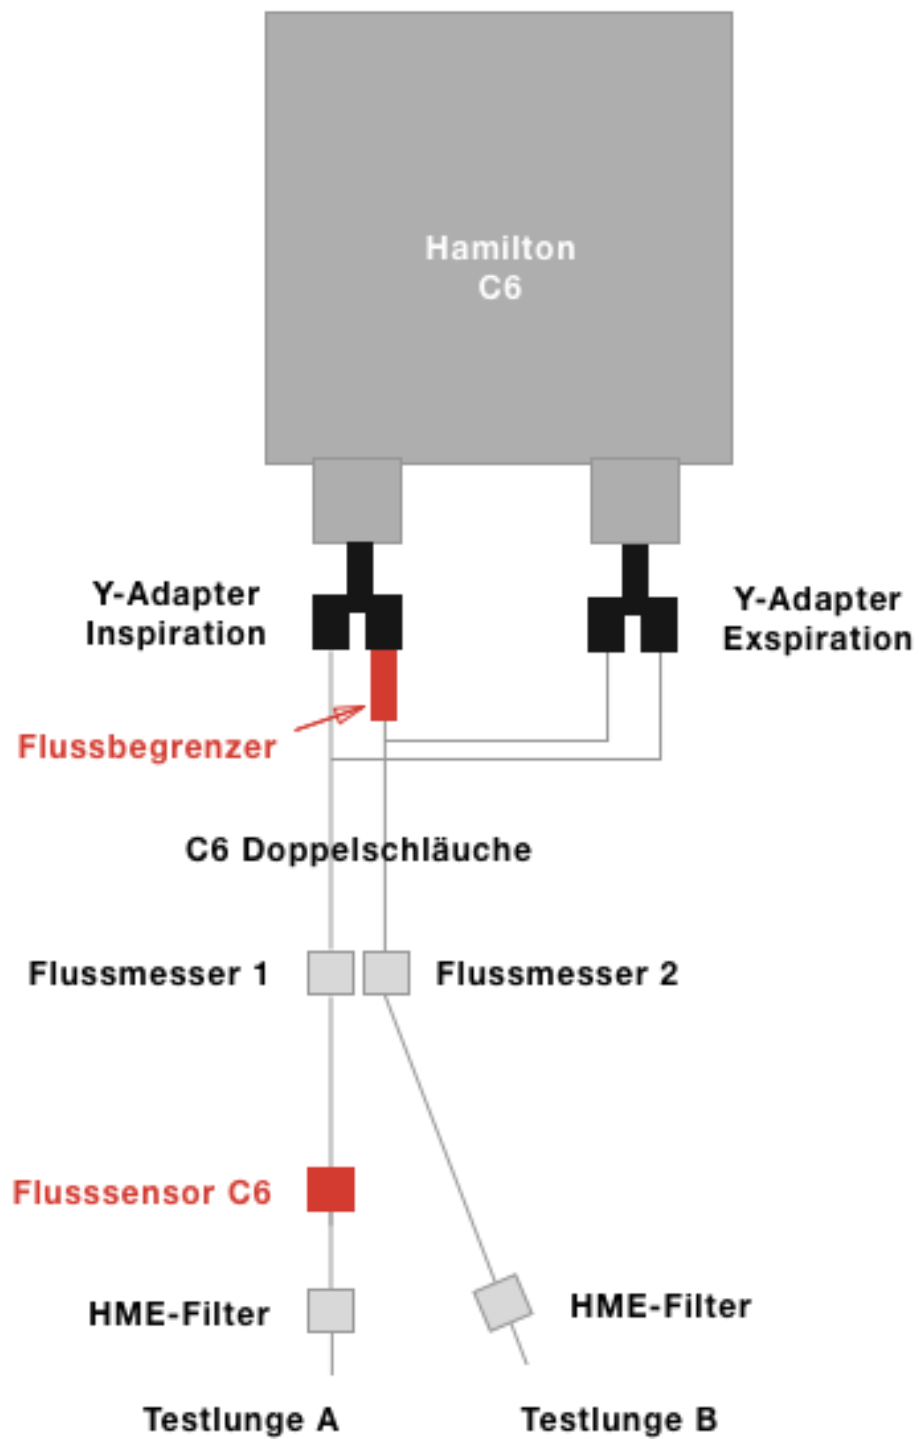 Hamilton
C6
Y-Adapter
Inspiration
Y-Adapter
Exspiration
Flussbegrenzer
C6 Doppelschläuche
Flussmesser 1
Flussmesser 2
Flusssensor C6
HME-Filter
HME-Filter
Testlunge A
Testlunge B